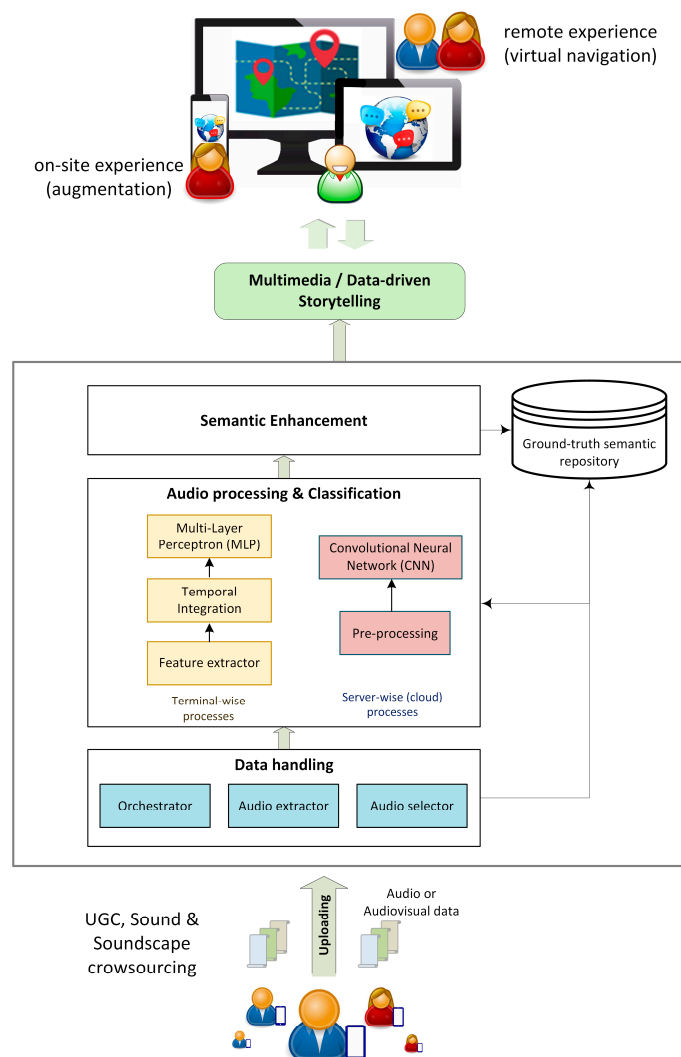 remote experience
(virtual navigation)
on-site experience
(augmentation)
Multimedia / Data-driven
Storytelling
Semantic Enhancement
Ground-truth semantic
repository
Audio processing & Classification
Multi-Layer
Perceptron (MLP)
Convolutional Neural
Network (CNN)
Temporal
Integration
Pre-processing
Feature extractor
Terminal-wise
processes
Server-wise (cloud)
processes
Data handling
Orchestrator
Audio extractor
Audio selector
Uploading
Audio or
Audiovisual data
UGC, Sound &
Soundscape
crowsourcing